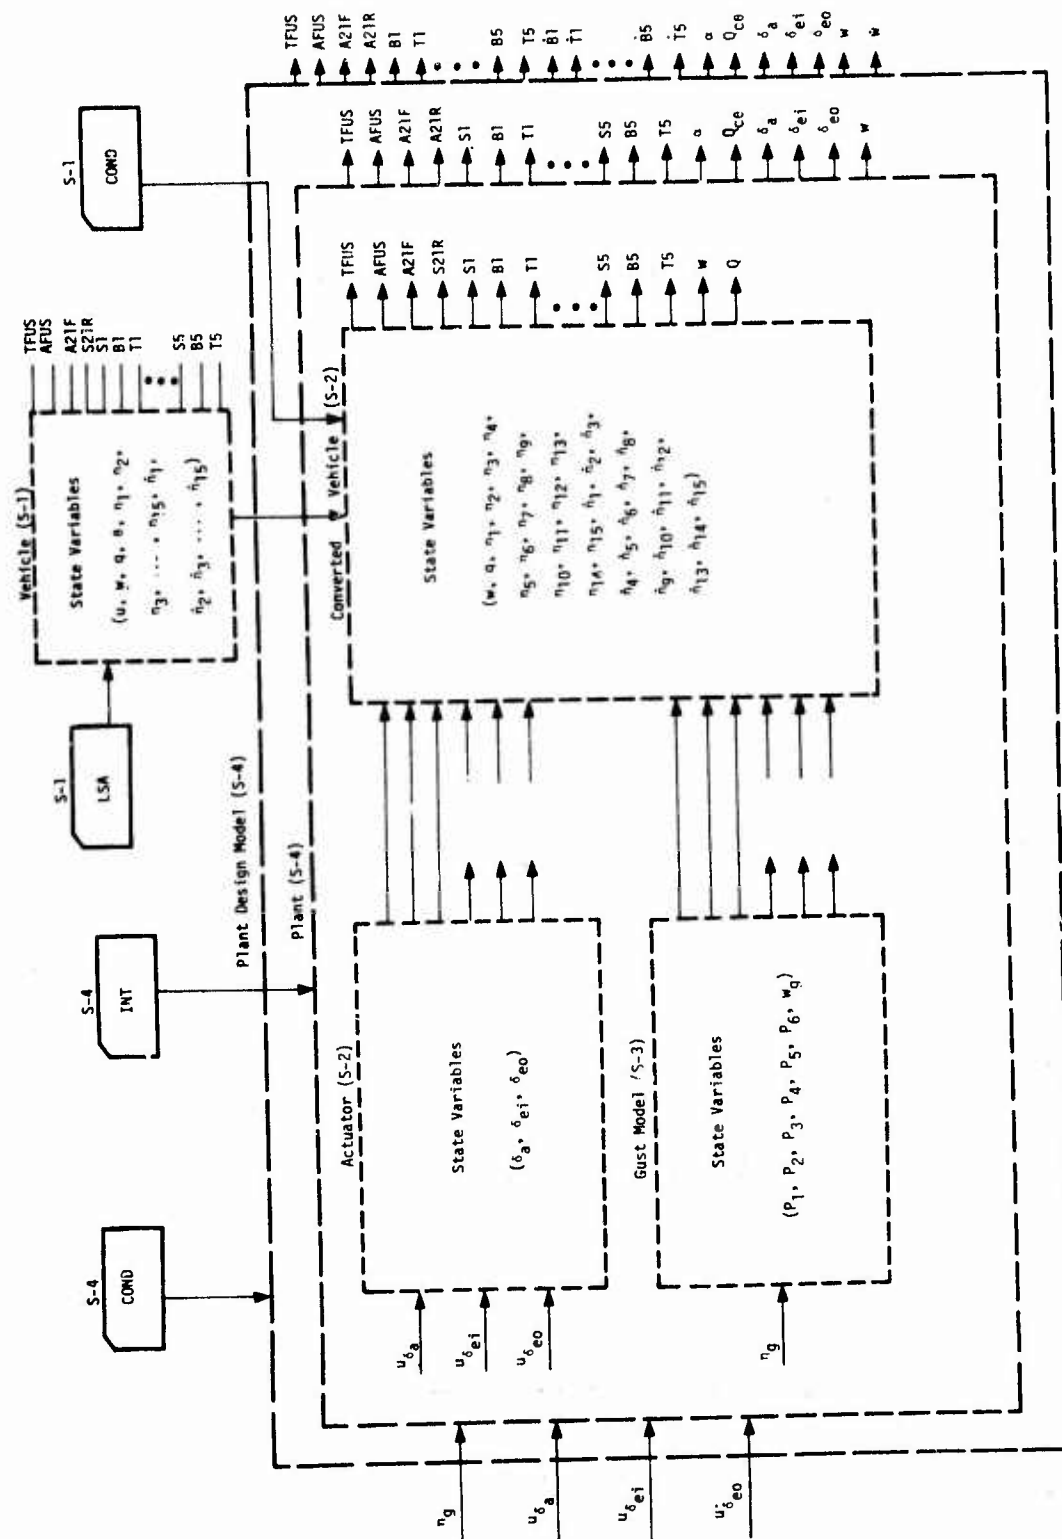 S-4
COND
S-4
INT
S-1
LSA
S-1
COND
Vehicle (S-1)
State Variables
(u, w, q, θ, η1, η2,
η3, ··· , η15, η̇1,
η̇2, η̇3, ··· , η̇15)
TFUS
AFUS
A21F
S21R
S1
B1
T1
S5
B5
T5
Plant Design Model (S-4)
Plant (S-4)
Converted Vehicle (S-2)
State Variables
(w, q, η1, η2, η3, η4,
η5, η6, η7, η8, η9,
η10, η11, η12, η13,
η14, η15, η̇1, η̇2, η̇3,
η̇4, η̇5, η̇6, η̇7, η̇8,
η̇9, η̇10, η̇11, η̇12,
η̇13, η̇14, η̇15)
TFUS
AFUS
A21F
S21R
S1
B1
T1
S5
B5
T5
w
Q
Actuator (S-2)
State Variables
(δa, δei, δeo)
uδa
uδei
uδeo
Gust Model (S-3)
State Variables
(P1, P2, P3, P4, P5, P6, wg)
ηg
ηg
uδa
uδei
uδeo
TFUS
AFUS
A21F
A21R
S1
B1
T1
S5
B5
T5
α
Qce
δa
δei
δeo
w
TFUS
AFUS
A21F
A21R
B1
T1
B5
T5
Ḃ1
Ṫ1
Ḃ5
Ṫ5
α
Qce
δ̇a
δ̇ei
δ̇eo
w
ẇ